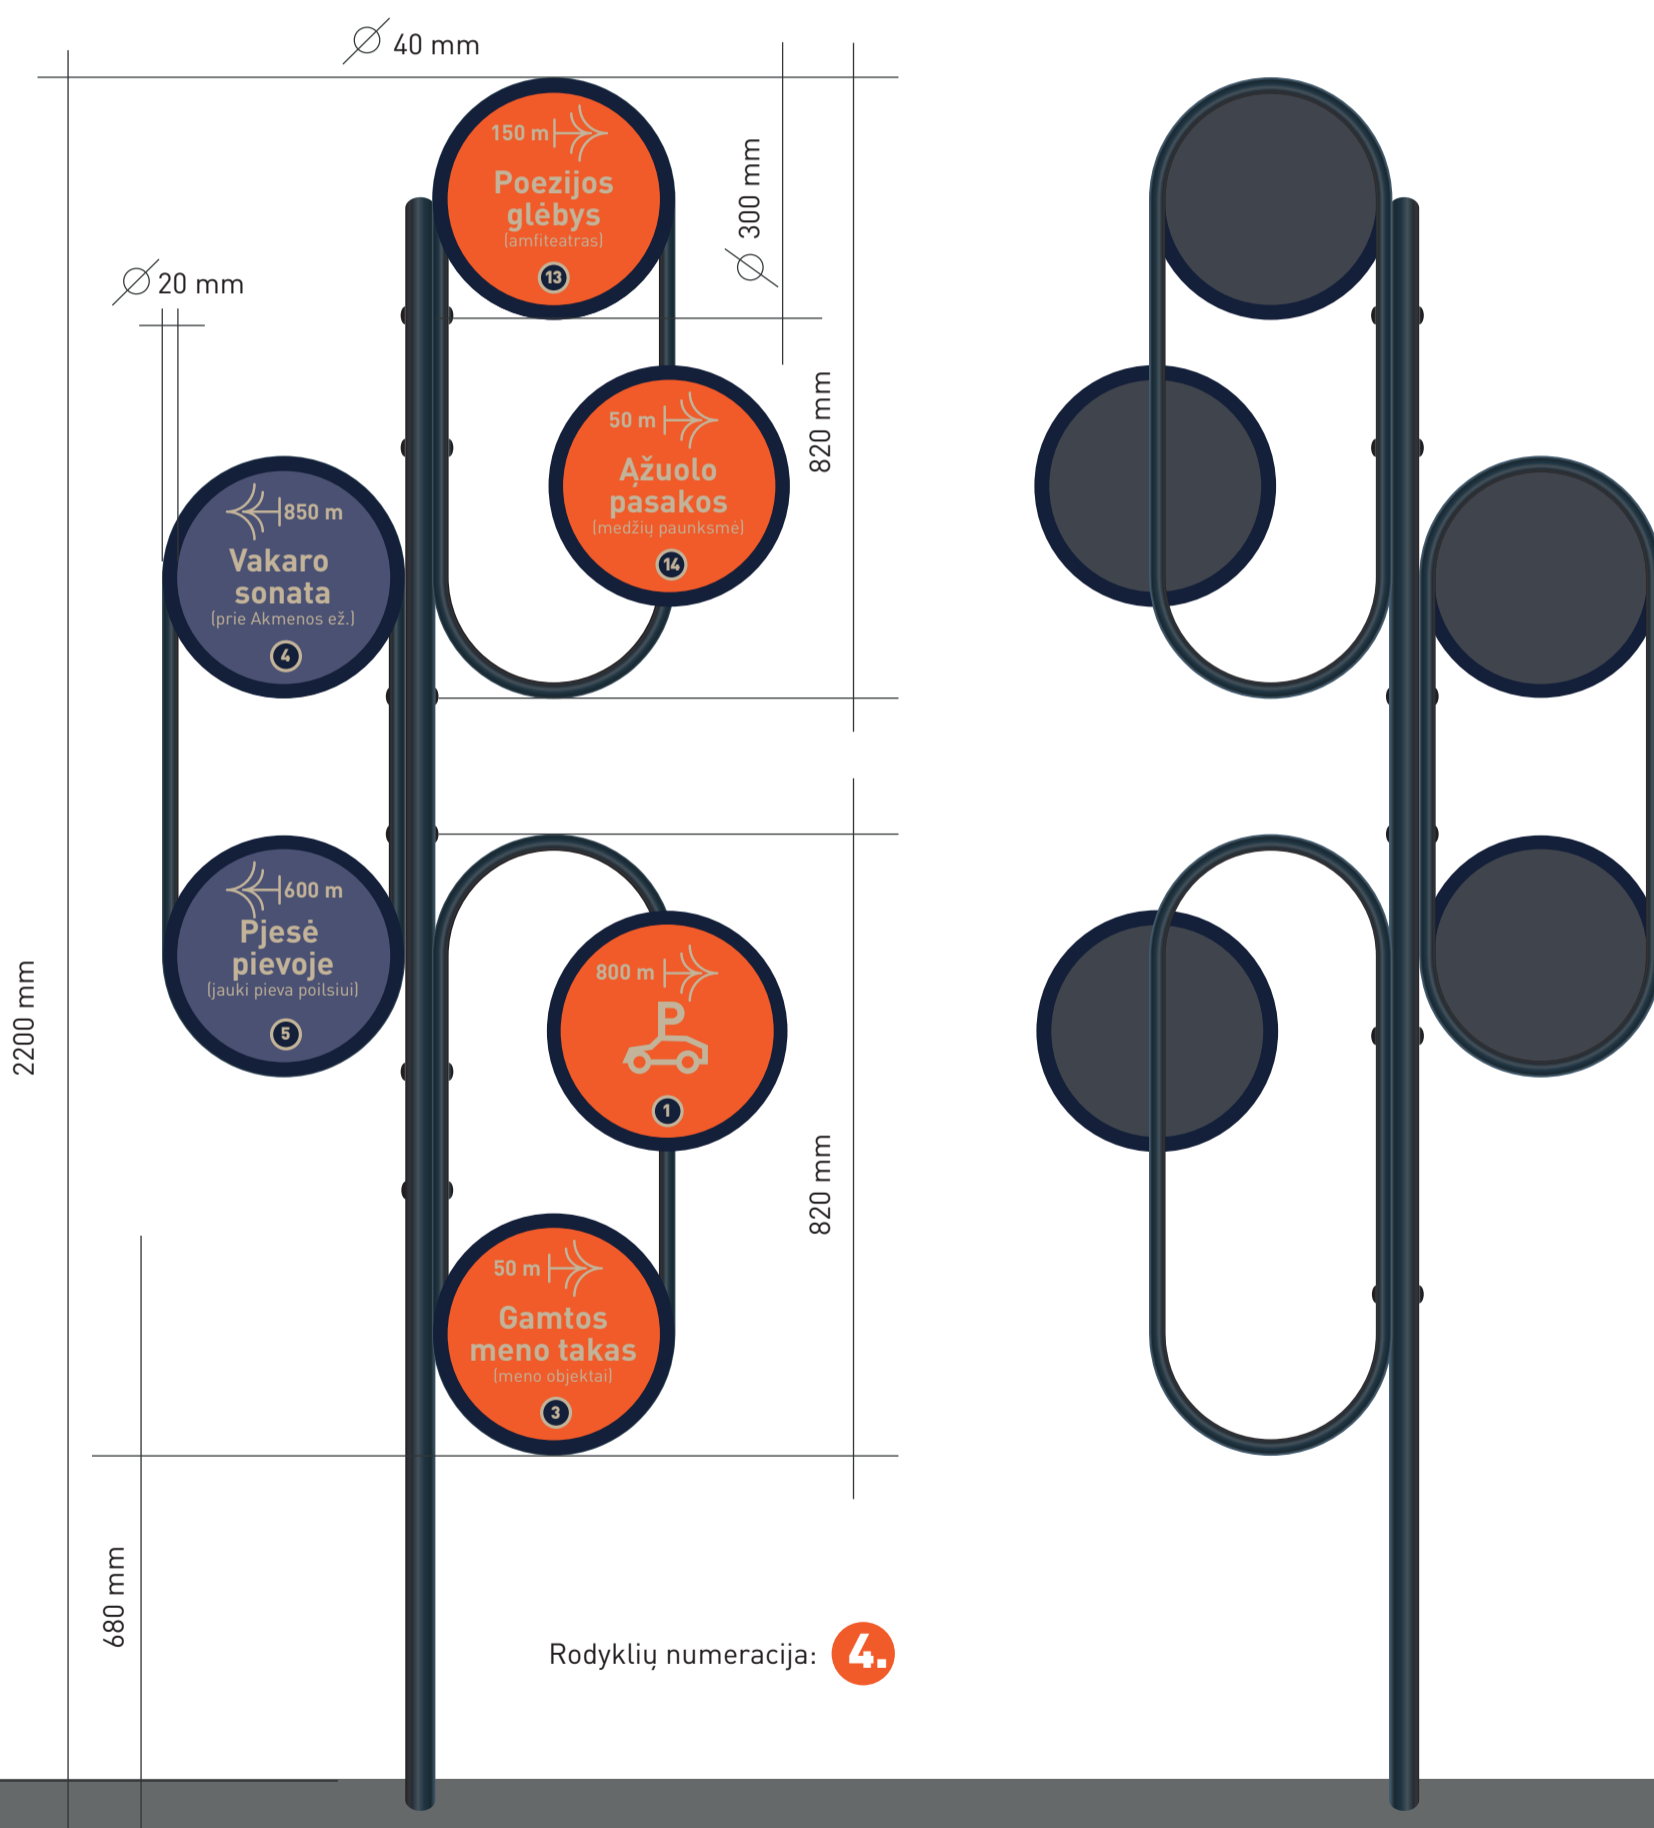 40 mm
150 m
Poezijos
glėbys
(amfiteatras)
13
300 mm
20 mm
50 m
Ąžuolo
pasakos
(medžių paunksmė)
14
820 mm
850 m
Vakaro
sonata
(prie Akmenos ež.)
4
600 m
Pjesė
pievoje
(jauki pieva poilsiui)
5
800 m
P
1
2200 mm
820 mm
50 m
Gamtos
meno takas
(meno objektai)
3
680 mm
Rodyklių numeracija: 4.